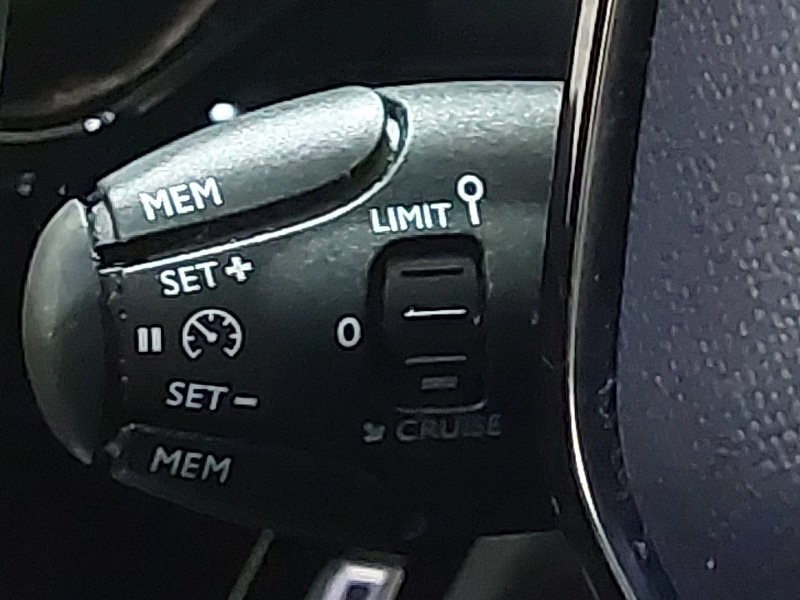 MEM
LIMIT
SET +
0
SET -
CRUISE
MEM